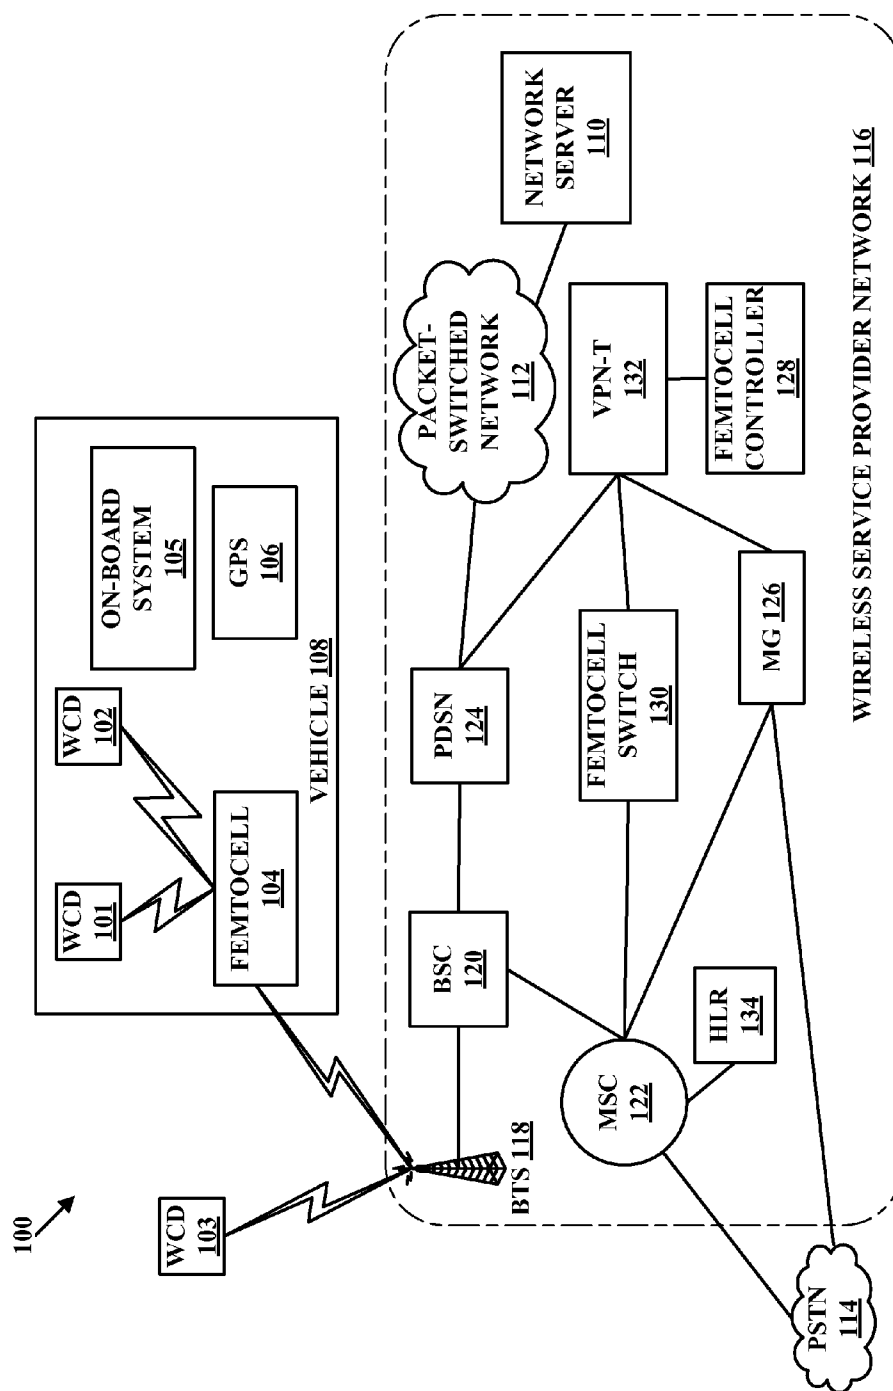 100
WCD
103
WCD
101
WCD
102
FEMTOCELL
104
ON-BOARD
SYSTEM
105
GPS
106
VEHICLE 108
BTS 118
BSC
120
PDSN
124
PACKET-
SWITCHED
NETWORK
112
NETWORK
SERVER
110
MSC
122
HLR
134
FEMTOCELL
SWITCH
130
VPN-T
132
FEMTOCELL
CONTROLLER
128
MG 126
PSTN
114
WIRELESS SERVICE PROVIDER NETWORK 116